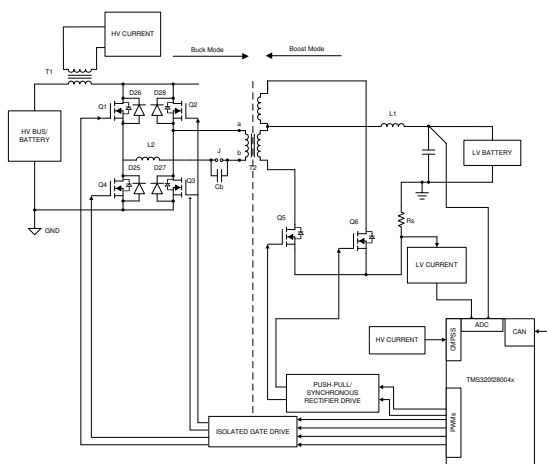 HV CURRENT
Buck Mode
Boost Mode
T1
D26
D28
Q1
Q2
HV BUS/
BATTERY
L1
a
L2
J
b
T2
LV BATTERY
D25
D27
Q4
Q3
Cb
Q5
Q6
Rs
GND
LV CURRENT
HV CURRENT
CMPSS
ADC
CAN
TMS320f28004x
PUSH-PULL/
SYNCHRONOUS
RECTIFIER DRIVE
PWMs
ISOLATED GATE DRIVE